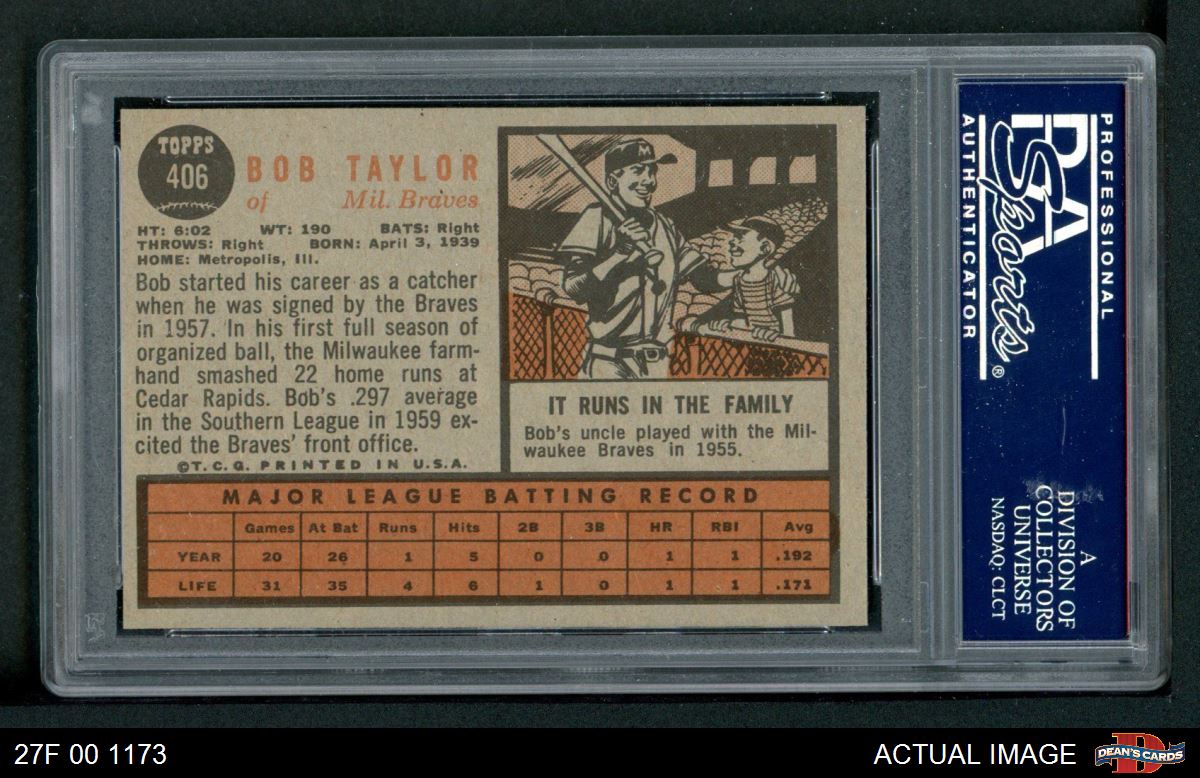 TOPPS
406
BOB TAYLOR
of Mil. Braves
HT: 6:02 WT: 190 BATS: Right
THROWS: Right BORN: April 3, 1939
HOME: Metropolis, Ill.
Bob started his career as a catcher
when he was signed by the Braves
in 1957. In his first full season of
organized ball, the Milwaukee farm-
hand smashed 22 home runs at
Cedar Rapids. Bob's .297 average
in the Southern League in 1959 ex-
cited the Braves' front office.
©T.C.G. PRINTED IN U.S.A.
M
IT RUNS IN THE FAMILY
Bob's uncle played with the Mil-
waukee Braves in 1955.
MAJOR LEAGUE BATTING RECORD
Games At Bat Runs Hits 2B 3B HR RBI Avg
YEAR 20 26 1 5 0 0 1 1 .192
LIFE 31 35 4 6 1 0 1 1 .171
PROFESSIONAL
PSA
Sports®
AUTHENTICATOR
A
DIVISION OF
COLLECTORS
UNIVERSE
NASDAQ: CLCT
27F 00 1173
ACTUAL IMAGE
D
DEAN'S CARDS